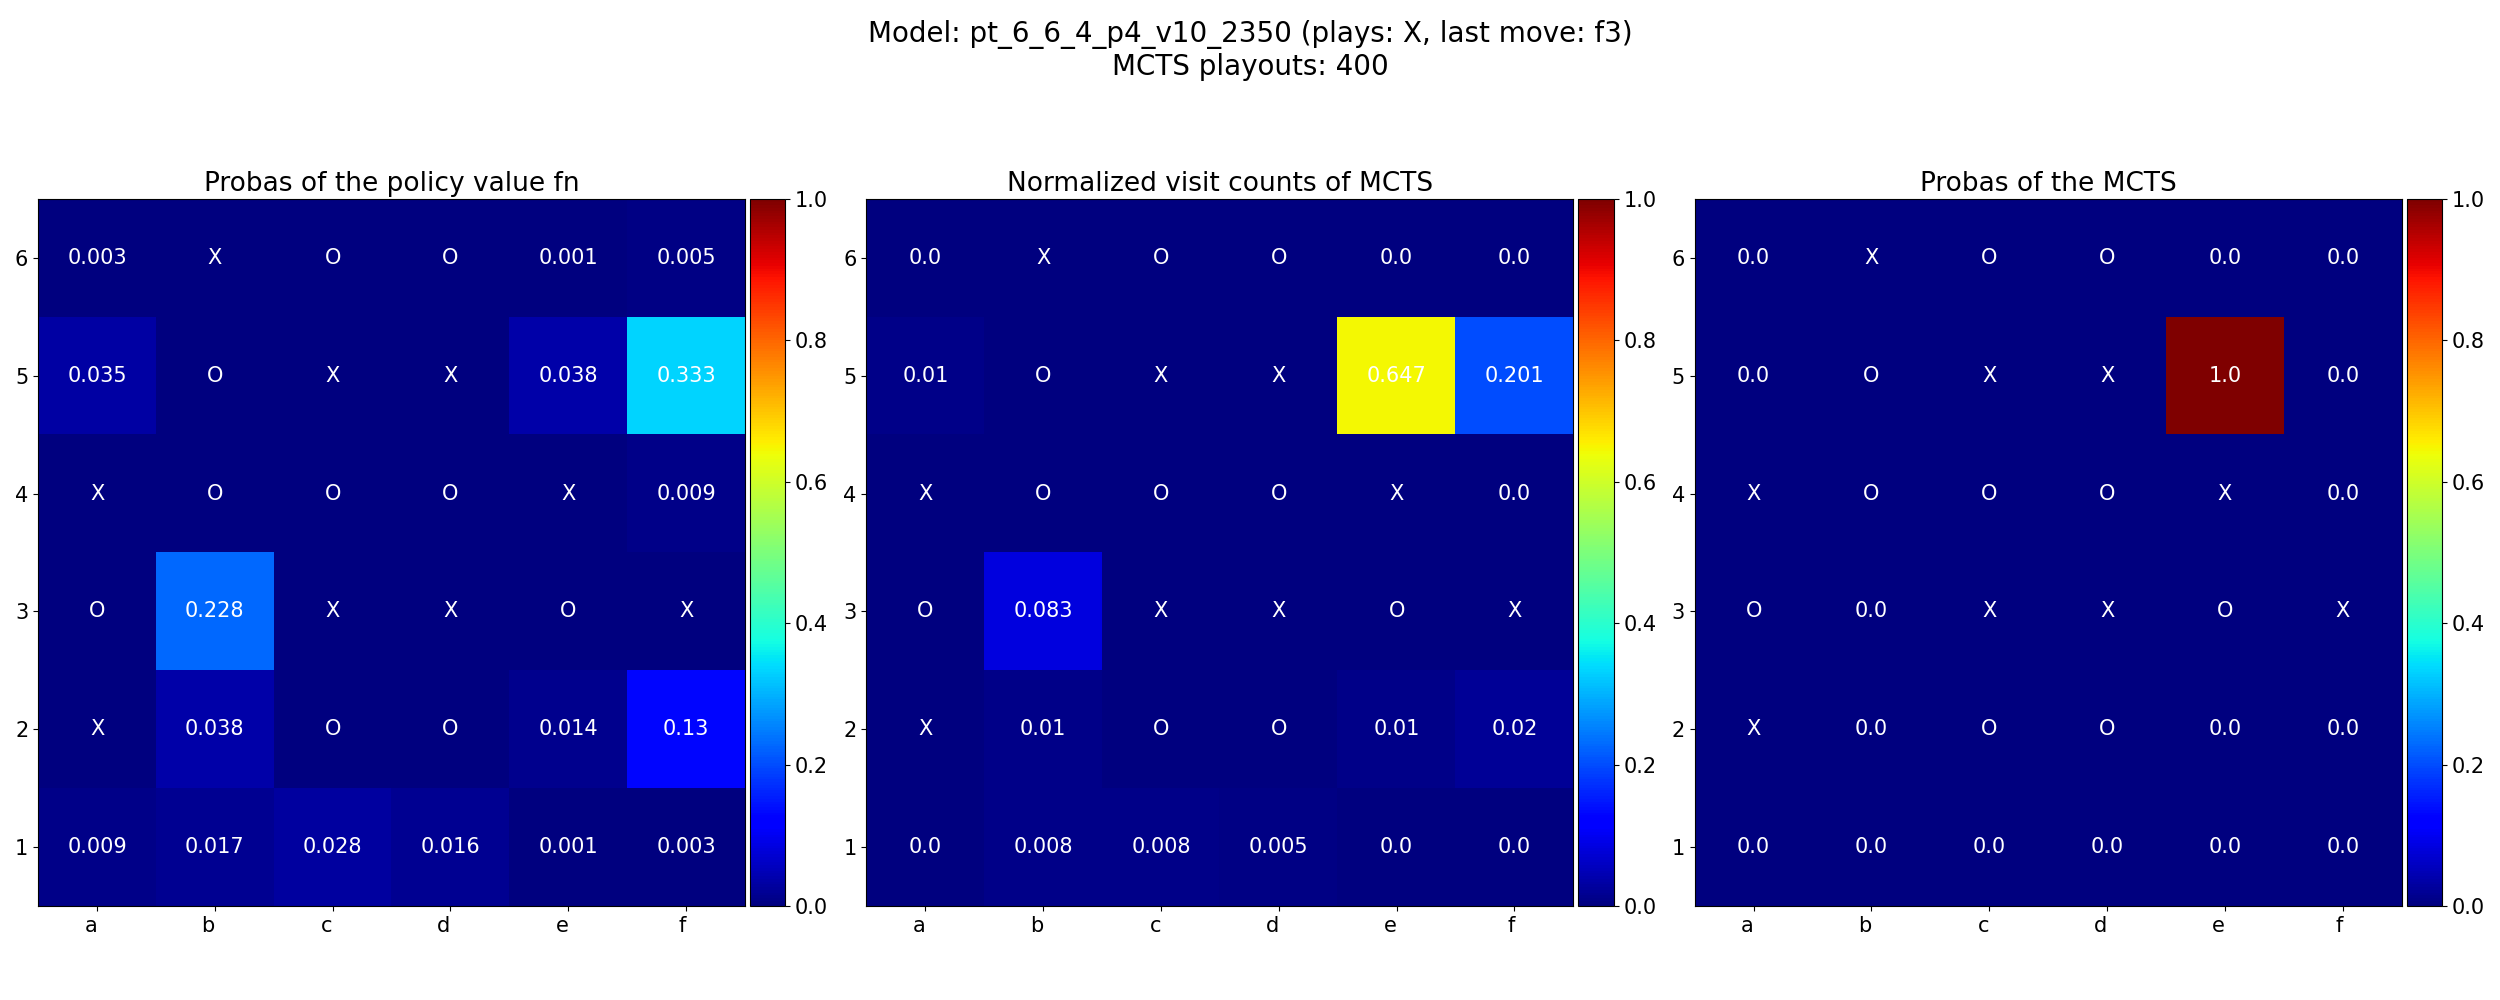 Model: pt_6_6_4_p4_v10_2350 (plays: X, last move: f3)
MCTS playouts: 400
Probas of the policy value fn
6 0.003 X O O 0.001 0.005
5 0.035 O X X 0.038 0.333
4 X O O O X 0.009
3 O 0.228 X X O X
2 X 0.038 O O 0.014 0.13
1 0.009 0.017 0.028 0.016 0.001 0.003
a b c d e f
1.0
0.8
0.6
0.4
0.2
0.0
Normalized visit counts of MCTS
6 0.0 X O O 0.0 0.0
5 0.01 O X X 0.647 0.201
4 X O O O X 0.0
3 O 0.083 X X O X
2 X 0.01 O O 0.01 0.02
1 0.0 0.008 0.008 0.005 0.0 0.0
a b c d e f
1.0
0.8
0.6
0.4
0.2
0.0
Probas of the MCTS
6 0.0 X O O 0.0 0.0
5 0.0 O X X 1.0 0.0
4 X O O O X 0.0
3 O 0.0 X X O X
2 X 0.0 O O 0.0 0.0
1 0.0 0.0 0.0 0.0 0.0 0.0
a b c d e f
1.0
0.8
0.6
0.4
0.2
0.0